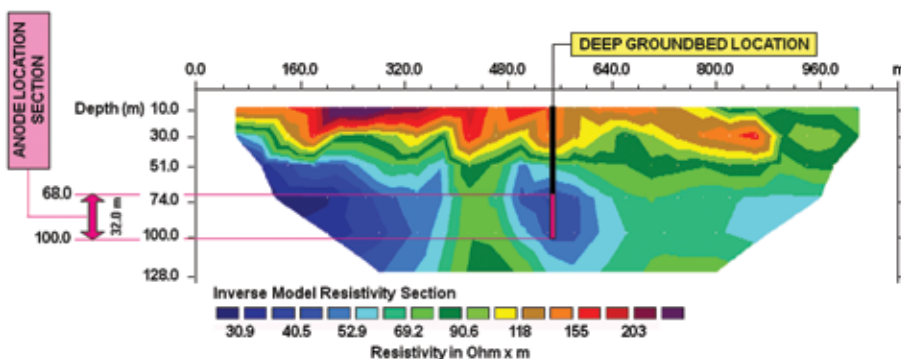 ANODE LOCATION
SECTION
DEEP GROUNDBED LOCATION
0.0 160.0 320.0 480.0 640.0 800.0 960.0 m
Depth (m) 10.0
30.0
51.0
68.0 74.0
32.0 m
100.0 100.0
128.0
Inverse Model Resistivity Section
30.9 40.5 52.9 69.2 90.6 118 155 203
Resistivity in Ohm x m